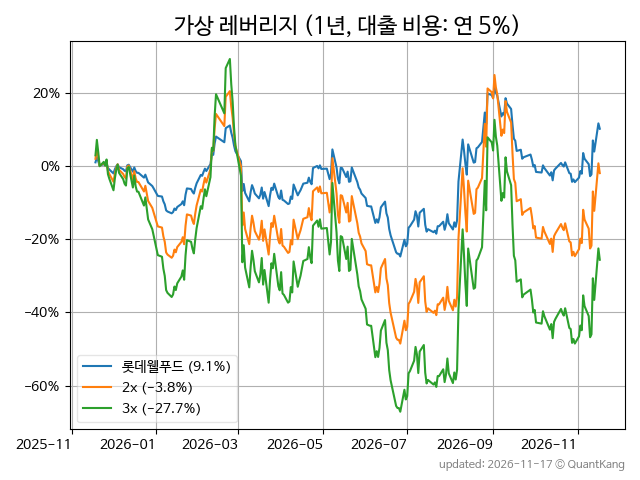 가상 레버리지 (1년, 대출 비용: 연 5%)
20%
0%
−20%
−40%
−60%
롯데웰푸드 (9.1%)
2x (−3.8%)
3x (−27.7%)
2025-11 2026-01 2026-03 2026-05 2026-07 2026-09 2026-11
updated: 2026-11-17 © QuantKang